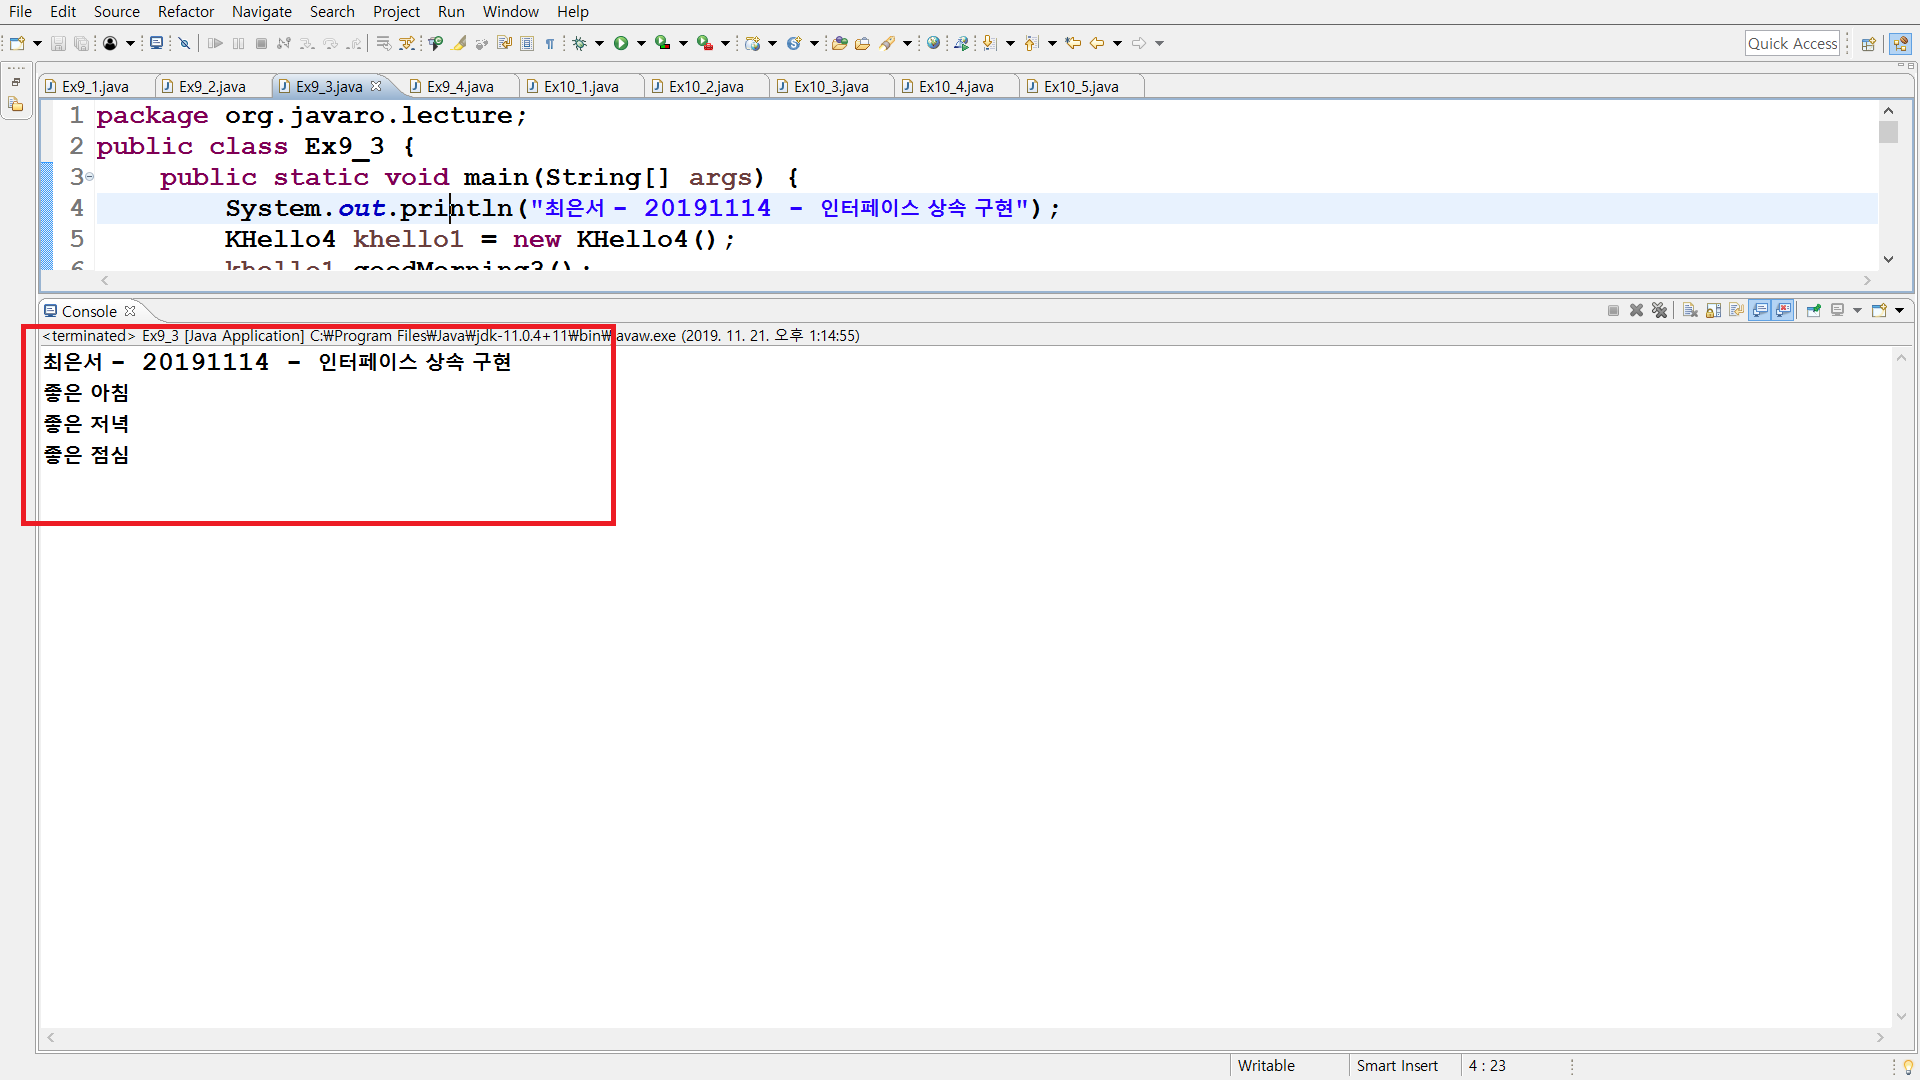 File Edit Source Refactor Navigate Search Project Run Window Help
Quick Access
Ex9_1.java Ex9_2.java Ex9_3.java Ex9_4.java Ex10_1.java Ex10_2.java Ex10_3.java Ex10_4.java Ex10_5.java
1 package org.javaro.lecture;
2 public class Ex9_3 {
3 public static void main(String[] args) {
4 System.out.println("최은서 - 20191114 - 인터페이스 상속 구현");
5 KHello4 khello1 = new KHello4();
6 khello1.goodMorning3();
Console
<terminated> Ex9_3 [Java Application] C:₩Program Files₩Java₩jdk-11.0.4+11₩bin₩javaw.exe (2019. 11. 21. 오후 1:14:55)
최은서 - 20191114 - 인터페이스 상속 구현
좋은 아침
좋은 저녁
좋은 점심
Writable Smart Insert 4 : 23